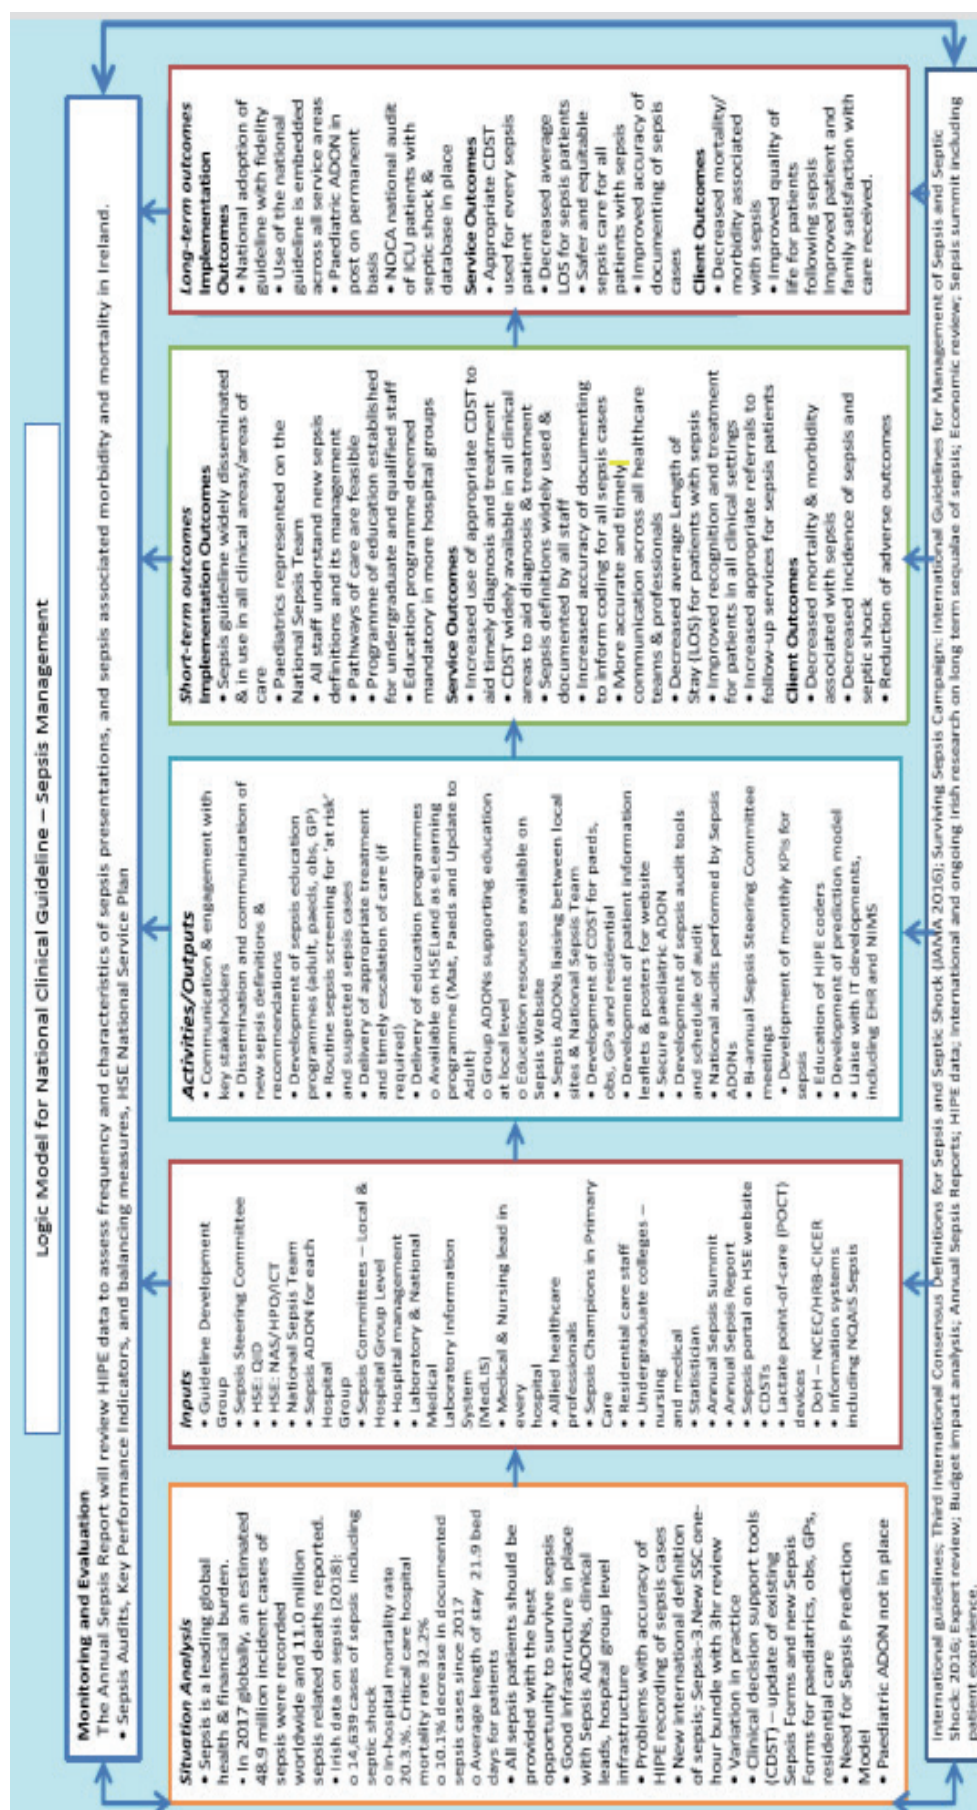 Logic Model for National Clinical Guideline – Sepsis Management
Monitoring and Evaluation
The Annual Sepsis Report will review HIPE data to assess frequency and characteristics of sepsis presentations, and sepsis associated morbidity and mortality in Ireland.
• Sepsis Audits, Key Performance Indicators, and balancing measures, HSE National Service Plan
Situation Analysis
• Sepsis is a leading global
health & financial burden.
• In 2017 globally, an estimated
48.9 million incident cases of
sepsis were recorded
worldwide and 11.0 million
sepsis related deaths reported.
• Irish data on sepsis (2018):
o 14,639 cases of sepsis including
septic shock
o In-hospital mortality rate
20.3.%. Critical care hospital
mortality rate 32.2%
o 10.1% decrease in documented
sepsis cases since 2017
o Average length of stay 21.9 bed
days for patients
• All sepsis patients should be
provided with the best
opportunity to survive sepsis
• Good infrastructure in place
with Sepsis ADONs, clinical
leads, hospital group level
infrastructure
• Problems with accuracy of
HIPE recording of sepsis cases
• New international definition
of sepsis; Sepsis-3 New SSC one-
hour bundle with 3hr review
• Variation in practice
• Clinical decision support tools
(CDST) – update of existing
Sepsis Forms and new Sepsis
Forms for paediatrics, obs, GPs,
residential care
• Need for Sepsis Prediction
Model
• Paediatric ADON not in place
Inputs
• Guideline Development
Group
• Sepsis Steering Committee
• HSE: QID
• HSE: NAS/HPO/ICT
• National Sepsis Team
• Sepsis ADON for each
Hospital
Group
• Sepsis Committees – Local &
Hospital Group Level
• Hospital management
• Laboratory & National
Medical
Laboratory Information
System
(MedLIS)
• Medical & Nursing lead in
every
hospital
• Allied healthcare
professionals
• Sepsis Champions in Primary
Care
• Residential care staff
• Undergraduate colleges –
nursing
and medical
• Statistician
• Annual Sepsis Summit
• Annual Sepsis Report
• Sepsis portal on HSE website
• CDSTs
• Lactate point-of-care (POCT)
devices
• DoH – NCEC/HRB-CICER
• Information systems
including NQAIS Sepsis
Activities/Outputs
• Communication & engagement with
key stakeholders
• Dissemination and communication of
new sepsis definitions &
recommendations
• Development of sepsis education
programmes (adult, paeds, obs, GP)
• Routine sepsis screening for 'at risk'
and suspected sepsis cases
• Delivery of appropriate treatment
and timely escalation of care (if
required)
• Delivery of education programmes
o Available on HSELand as eLearning
programme (Mat, Paeds and Update to
Adult)
o Group ADONs supporting education
at local level
o Education resources available on
Sepsis Website
• Sepsis ADONs liaising between local
sites & National Sepsis Team
• Development of CDST for paeds,
obs, GPs and residential
• Development of patient information
leaflets & posters for website
• Secure paediatric ADON
• Development of sepsis audit tools
and schedule of audit
• National audits performed by Sepsis
ADONs
• Bi-annual Sepsis Steering Committee
meetings
• Development of monthly KPIs for
sepsis
• Education of HIPE coders
• Development of prediction model
• Liaise with IT developments,
including EHR and NIMS
Short-term outcomes
Implementation Outcomes
• Sepsis guideline widely disseminated
& in use in all clinical areas/areas of
care
• Paediatrics represented on the
National Sepsis Team
• All staff understand new sepsis
definitions and its management
• Pathways of care are feasible
• Programme of education established
for undergraduate and qualified staff
• Education programme deemed
mandatory in more hospital groups
Service Outcomes
• Increased use of appropriate CDST to
aid timely diagnosis and treatment
• CDST widely available in all clinical
areas to aid diagnosis & treatment
• Sepsis definitions widely used &
documented by all staff
• Increased accuracy of documenting
to inform coding for all sepsis cases
• More accurate and timely
communication across all healthcare
teams & professionals
• Decreased average Length of
Stay (LOS) for patients with sepsis
• Improved recognition and treatment
for patients in all clinical settings
• Increased appropriate referrals to
follow-up services for sepsis patients
Client Outcomes
• Decreased mortality & morbidity
associated with sepsis
• Decreased incidence of sepsis and
septic shock
• Reduction of adverse outcomes
Long-term outcomes
Implementation
Outcomes
• National adoption of
guideline with fidelity
• Use of the national
guideline is embedded
across all service areas
• Paediatric ADON in
post on permanent
basis
• NOCA national audit
of ICU patients with
septic shock &
database in place
Service Outcomes
• Appropriate CDST
used for every sepsis
patient
• Decreased average
LOS for sepsis patients
• Safer and equitable
sepsis care for all
patients with sepsis
• Improved accuracy of
documenting of sepsis
cases
Client Outcomes
• Decreased mortality/
morbidity associated
with sepsis
• Improved quality of
life for patients
following sepsis
Improved patient and
family satisfaction with
care received.
International guidelines; Third International Consensus Definitions for Sepsis and Septic Shock (JAMA 2016); Surviving Sepsis Campaign: International Guidelines for Management of Sepsis and Septic
Shock: 2016; Expert review; Budget impact analysis; Annual Sepsis Reports; HIPE data; International and ongoing Irish research on long term sequalae of sepsis; Economic review; Sepsis summit including
patient experience.